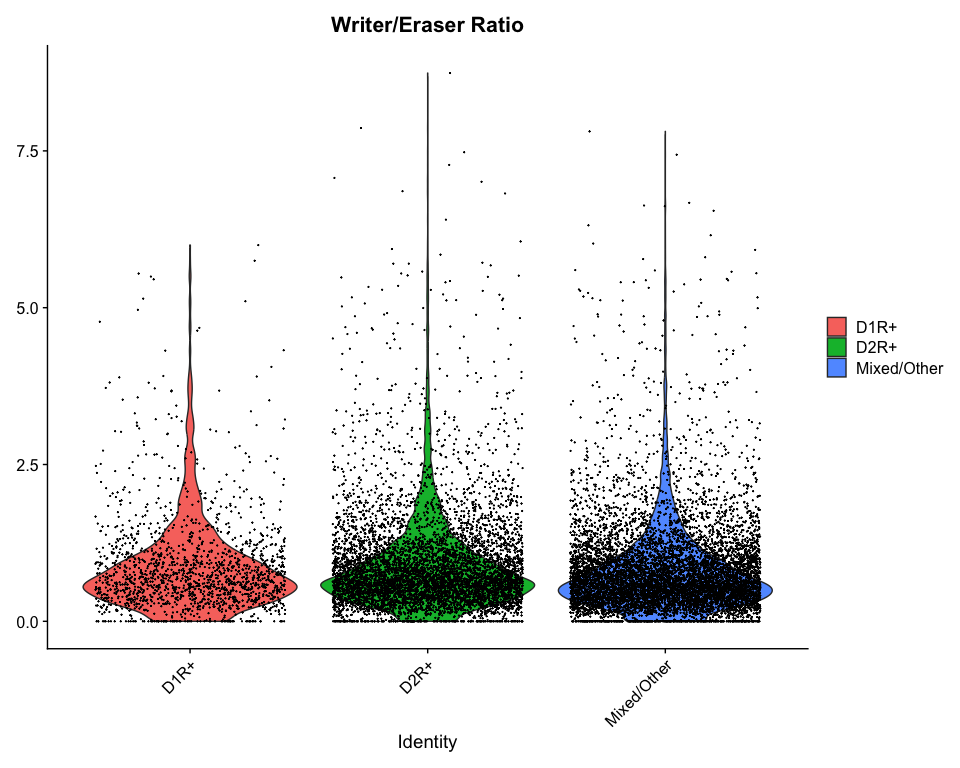 Writer/Eraser Ratio
7.5
5.0
2.5
0.0
D1R+
D2R+
Mixed/Other
Identity
D1R+
D2R+
Mixed/Other